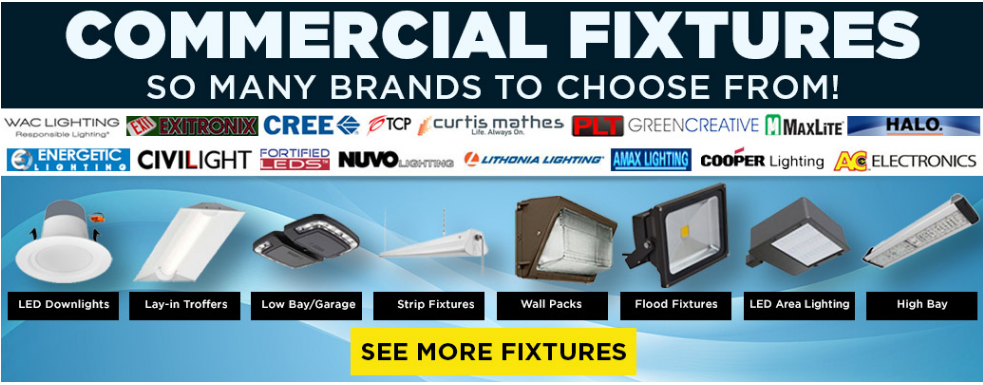 COMMERCIAL FIXTURES
SO MANY BRANDS TO CHOOSE FROM!
WAC LIGHTING EXIT EXITRONIX CREE TCP curtis mathes PLT GREENCREATIVE MAXLITE HALO.
Responsible Lighting® Life. Always On.
ENERGETIC LIGHTING CIVILIGHT FORTIFIED LEDS™ NUVO LIGHTING LITHONIA LIGHTING® AMAX LIGHTING COOPER Lighting AC ELECTRONICS
LED Downlights Lay-in Troffers Low Bay/Garage Strip Fixtures Wall Packs Flood Fixtures LED Area Lighting High Bay
SEE MORE FIXTURES